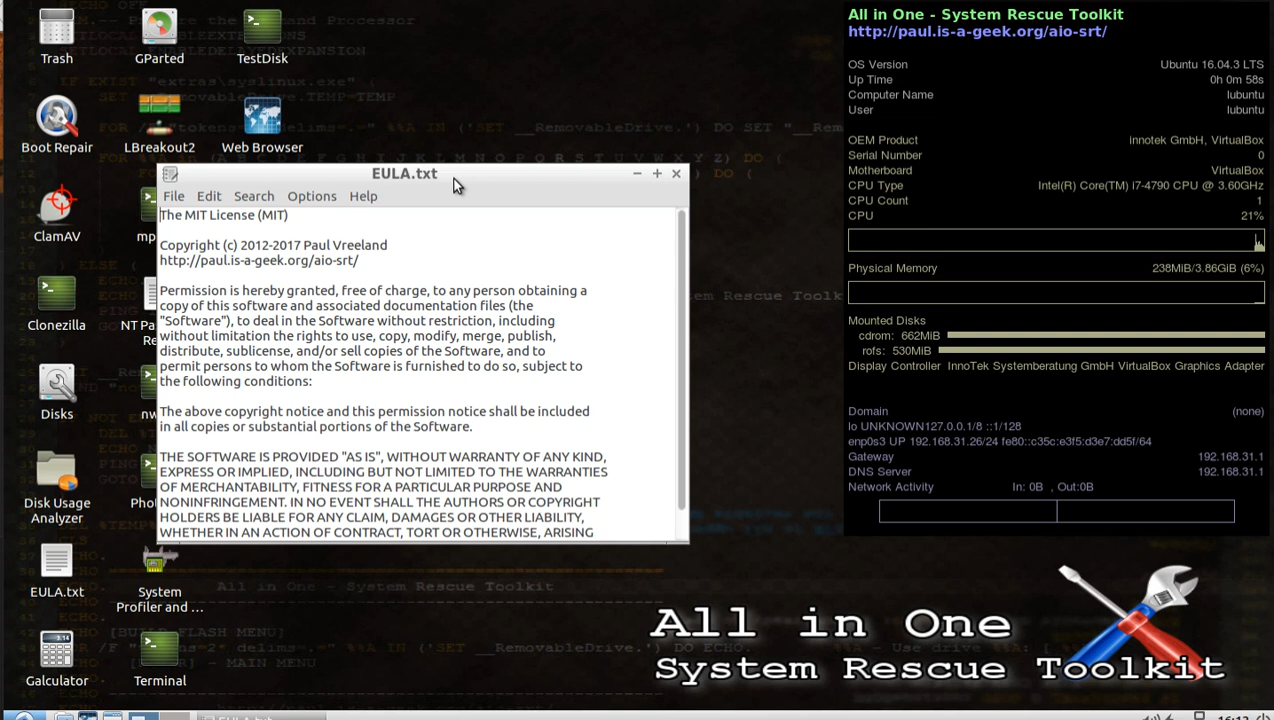 Trash
GParted
TestDisk
Boot Repair
LBreakout2
Web Browser
ClamAV
mp
Clonezilla
NT Pa
Re
Disks
nw
Disk Usage
Analyzer
Pho
EULA.txt
System
Profiler and ...
Galculator
Terminal
EULA.txt
File Edit Search Options Help
The MIT License (MIT)
Copyright (c) 2012-2017 Paul Vreeland
http://paul.is-a-geek.org/aio-srt/
Permission is hereby granted, free of charge, to any person obtaining a
copy of this software and associated documentation files (the
"Software"), to deal in the Software without restriction, including
without limitation the rights to use, copy, modify, merge, publish,
distribute, sublicense, and/or sell copies of the Software, and to
permit persons to whom the Software is furnished to do so, subject to
the following conditions:
The above copyright notice and this permission notice shall be included
in all copies or substantial portions of the Software.
THE SOFTWARE IS PROVIDED "AS IS", WITHOUT WARRANTY OF ANY KIND,
EXPRESS OR IMPLIED, INCLUDING BUT NOT LIMITED TO THE WARRANTIES
OF MERCHANTABILITY, FITNESS FOR A PARTICULAR PURPOSE AND
NONINFRINGEMENT. IN NO EVENT SHALL THE AUTHORS OR COPYRIGHT
HOLDERS BE LIABLE FOR ANY CLAIM, DAMAGES OR OTHER LIABILITY,
WHETHER IN AN ACTION OF CONTRACT, TORT OR OTHERWISE, ARISING
All in One - System Rescue Toolkit
http://paul.is-a-geek.org/aio-srt/
OS Version Ubuntu 16.04.3 LTS
Up Time 0h 0m 58s
Computer Name lubuntu
User lubuntu
OEM Product innotek GmbH, VirtualBox
Serial Number 0
Motherboard VirtualBox
CPU Type Intel(R) Core(TM) i7-4790 CPU @ 3.60GHz
CPU Count 1
CPU 21%
Physical Memory 238MiB/3.86GiB (6%)
Mounted Disks
cdrom: 662MiB
rofs: 530MiB
Display Controller InnoTek Systemberatung GmbH VirtualBox Graphics Adapter
Domain (none)
lo UNKNOWN127.0.0.1/8 ::1/128
enp0s3 UP 192.168.31.26/24 fe80::c35c:e3f5:d3e7:dd5f/64
Gateway 192.168.31.1
DNS Server 192.168.31.1
Network Activity In: 0B , Out:0B
All in One
System Rescue Toolkit